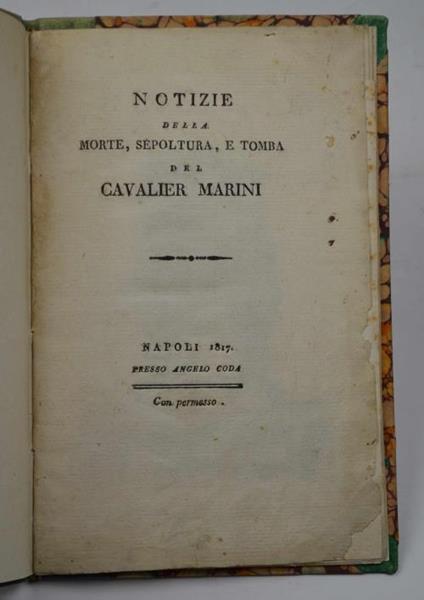 NOTIZIE
DELLA
MORTE, SEPOLTURA, E TOMBA
DEL
CAVALIER MARINI
NAPOLI 1817.
PRESSO ANGELO CODA
Con permesso.